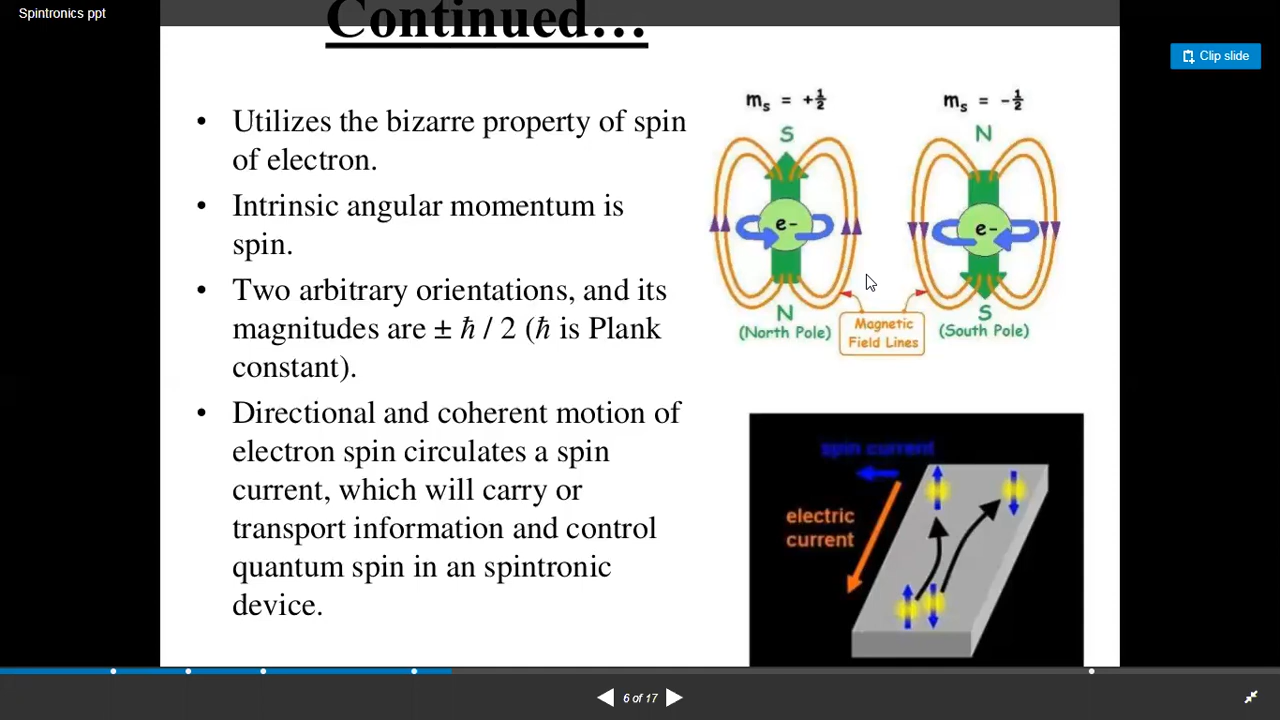 Spintronics ppt
Continued…
Clip slide
• Utilizes the bizarre property of spin
of electron.
• Intrinsic angular momentum is
spin.
• Two arbitrary orientations, and its
magnitudes are ± ℏ / 2 (ℏ is Plank
constant).
• Directional and coherent motion of
electron spin circulates a spin
current, which will carry or
transport information and control
quantum spin in an spintronic
device.
mₛ = +½
S
e-
N
(North Pole)
mₛ = -½
N
e-
S
(South Pole)
Magnetic
Field Lines
spin current
electric
current
6 of 17